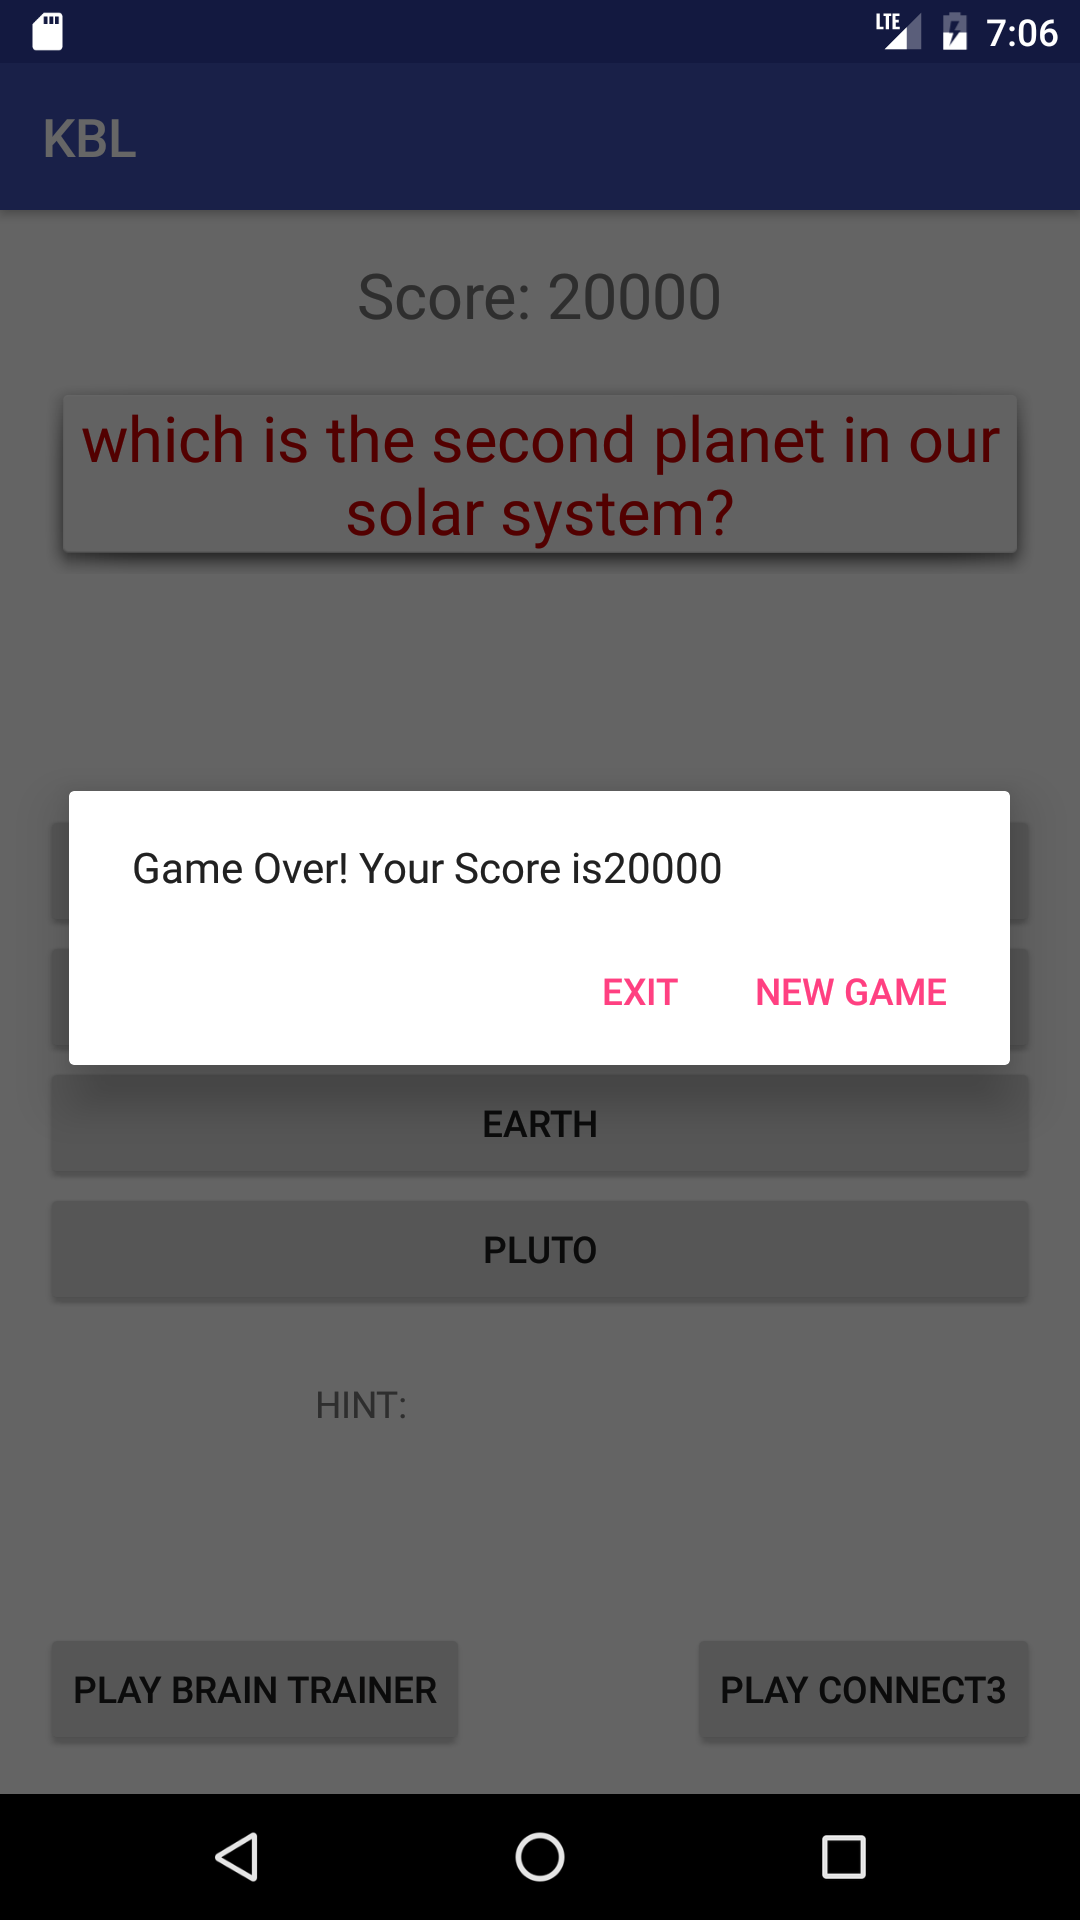 LTE 7:06
KBL
Score: 20000
which is the second planet in our
solar system?
Game Over! Your Score is20000
EXIT NEW GAME
EARTH
PLUTO
HINT:
PLAY BRAIN TRAINER PLAY CONNECT3